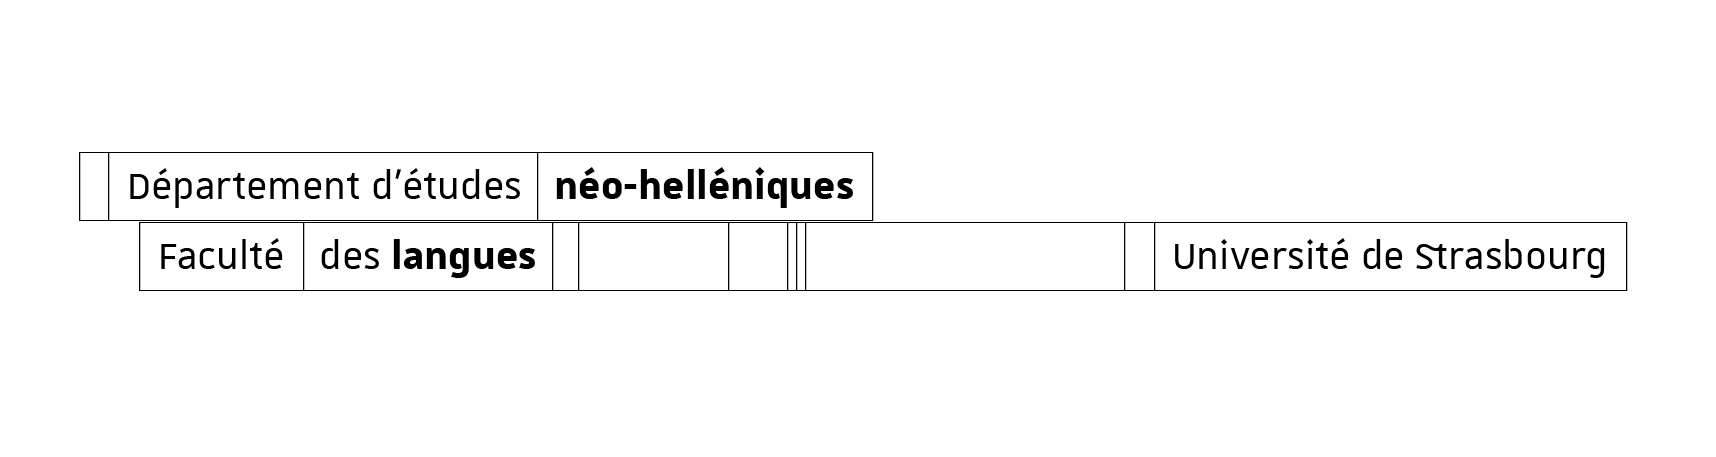 Département d'études néo-helléniques
Faculté des langues Université de Strasbourg